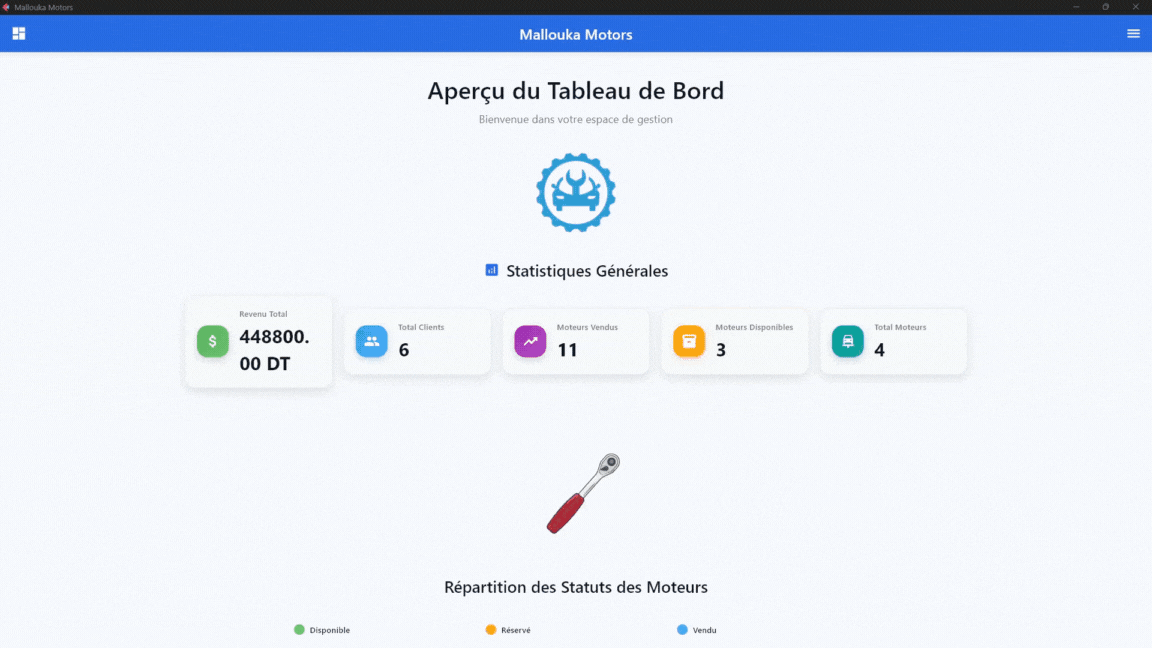 Mallouka Motors
Mallouka Motors
Aperçu du Tableau de Bord
Bienvenue dans votre espace de gestion
Statistiques Générales
Revenu Total
448800.
00 DT
Total Clients
6
Moteurs Vendus
11
Moteurs Disponibles
3
Total Moteurs
4
Répartition des Statuts des Moteurs
Disponible
Réservé
Vendu